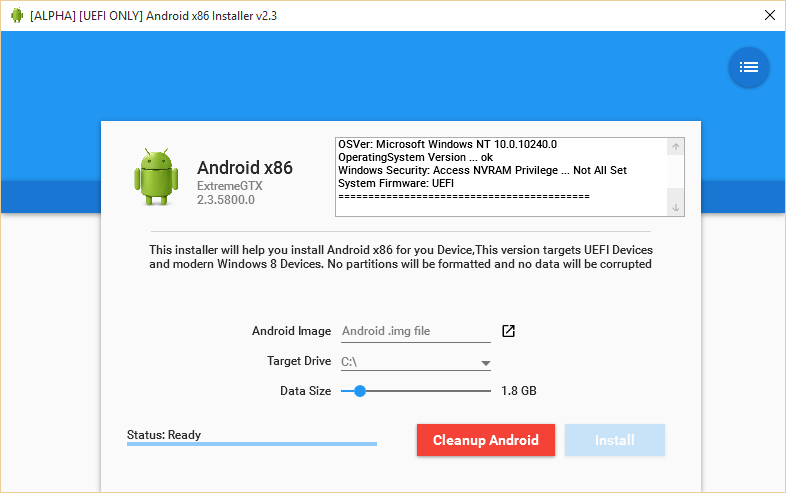 [ALPHA] [UEFI ONLY] Android x86 Installer v2.3
Android x86
ExtremeGTX
2.3.5800.0
OSVer: Microsoft Windows NT 10.0.10240.0
OperatingSystem Version ... ok
Windows Security: Access NVRAM Privilege ... Not All Set
System Firmware: UEFI
==========================================
This installer will help you install Android x86 for you Device,This version targets UEFI Devices
and modern Windows 8 Devices. No partitions will be formatted and no data will be corrupted
Android Image Android .img file
Target Drive C:\
Data Size 1.8 GB
Status: Ready
Cleanup Android
Install